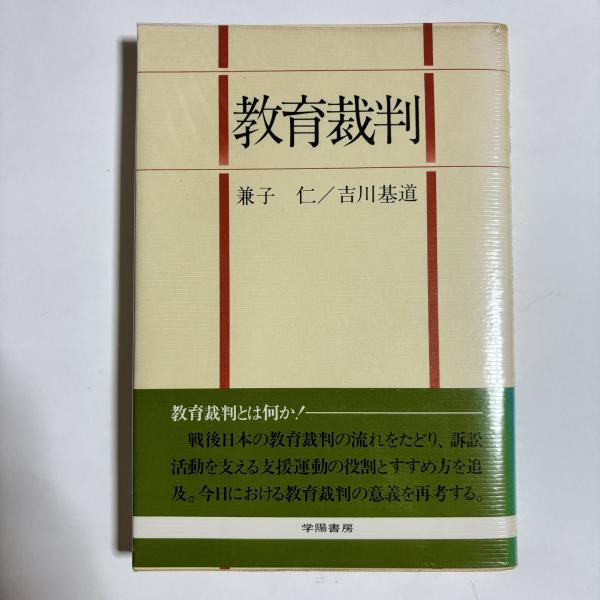 教育裁判
兼子 仁／吉川基道
教育裁判とは何か!
戦後日本の教育裁判の流れをたどり、訴訟
活動を支える支援運動の役割とすすめ方を追
及。今日における教育裁判の意義を再考する。
学陽書房